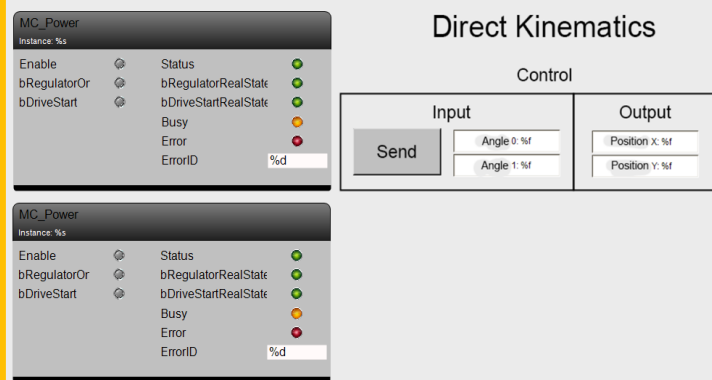 MC_Power
Instance: %s
Enable Status
bRegulatorOr bRegulatorRealState
bDriveStart bDriveStartRealState
Busy
Error
ErrorID %d
MC_Power
Instance: %s
Enable Status
bRegulatorOr bRegulatorRealState
bDriveStart bDriveStartRealState
Busy
Error
ErrorID %d
Direct Kinematics
Control
Input Output
Send
Angle 0: %f Position X: %f
Angle 1: %f Position Y: %f